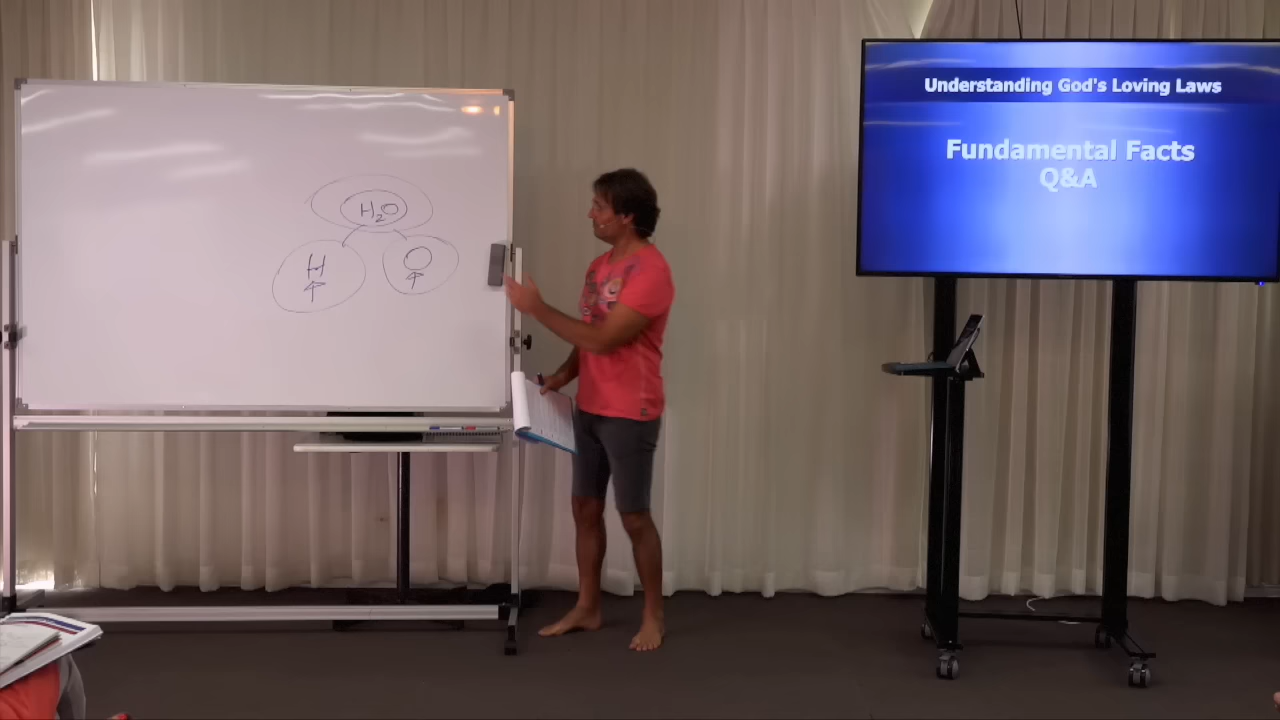 H₂O
H O
Understanding God's Loving Laws
Fundamental Facts
Q&A